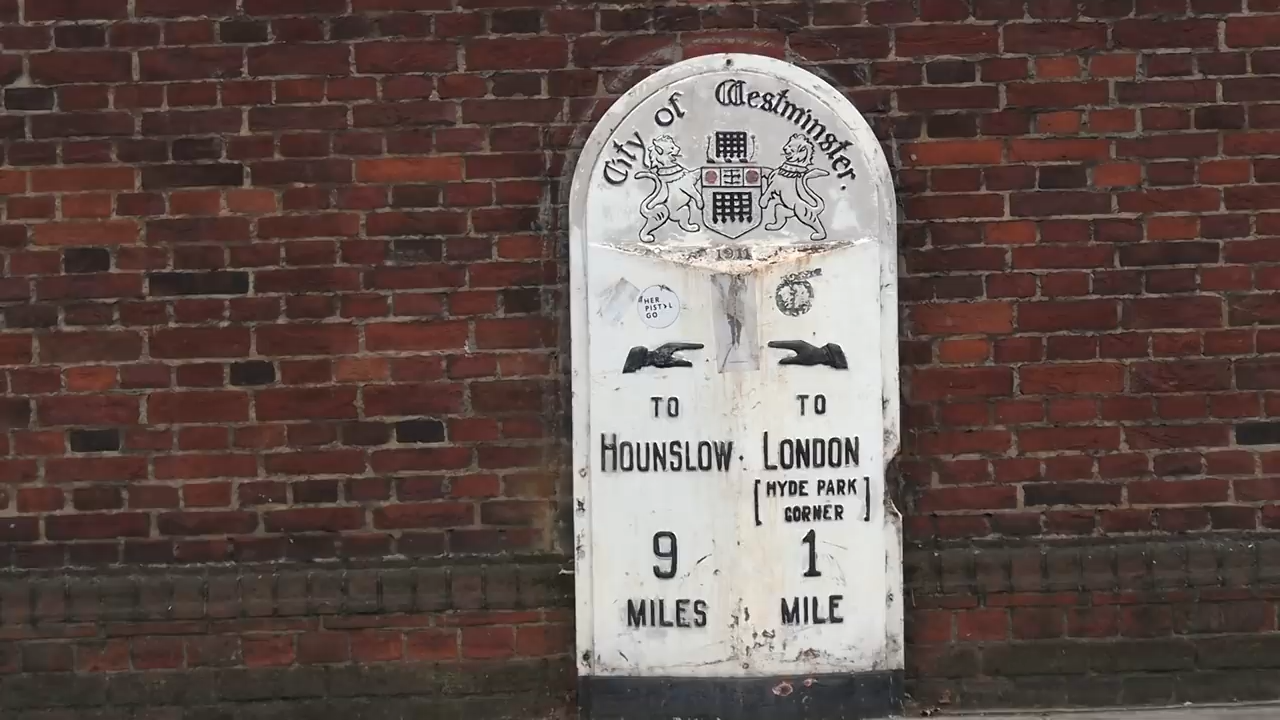 City of Westminster.
1911
HER
PISTOL
GO
TO
HOUNSLOW.
9
MILES
TO
LONDON
[HYDE PARK
CORNER]
1
MILE